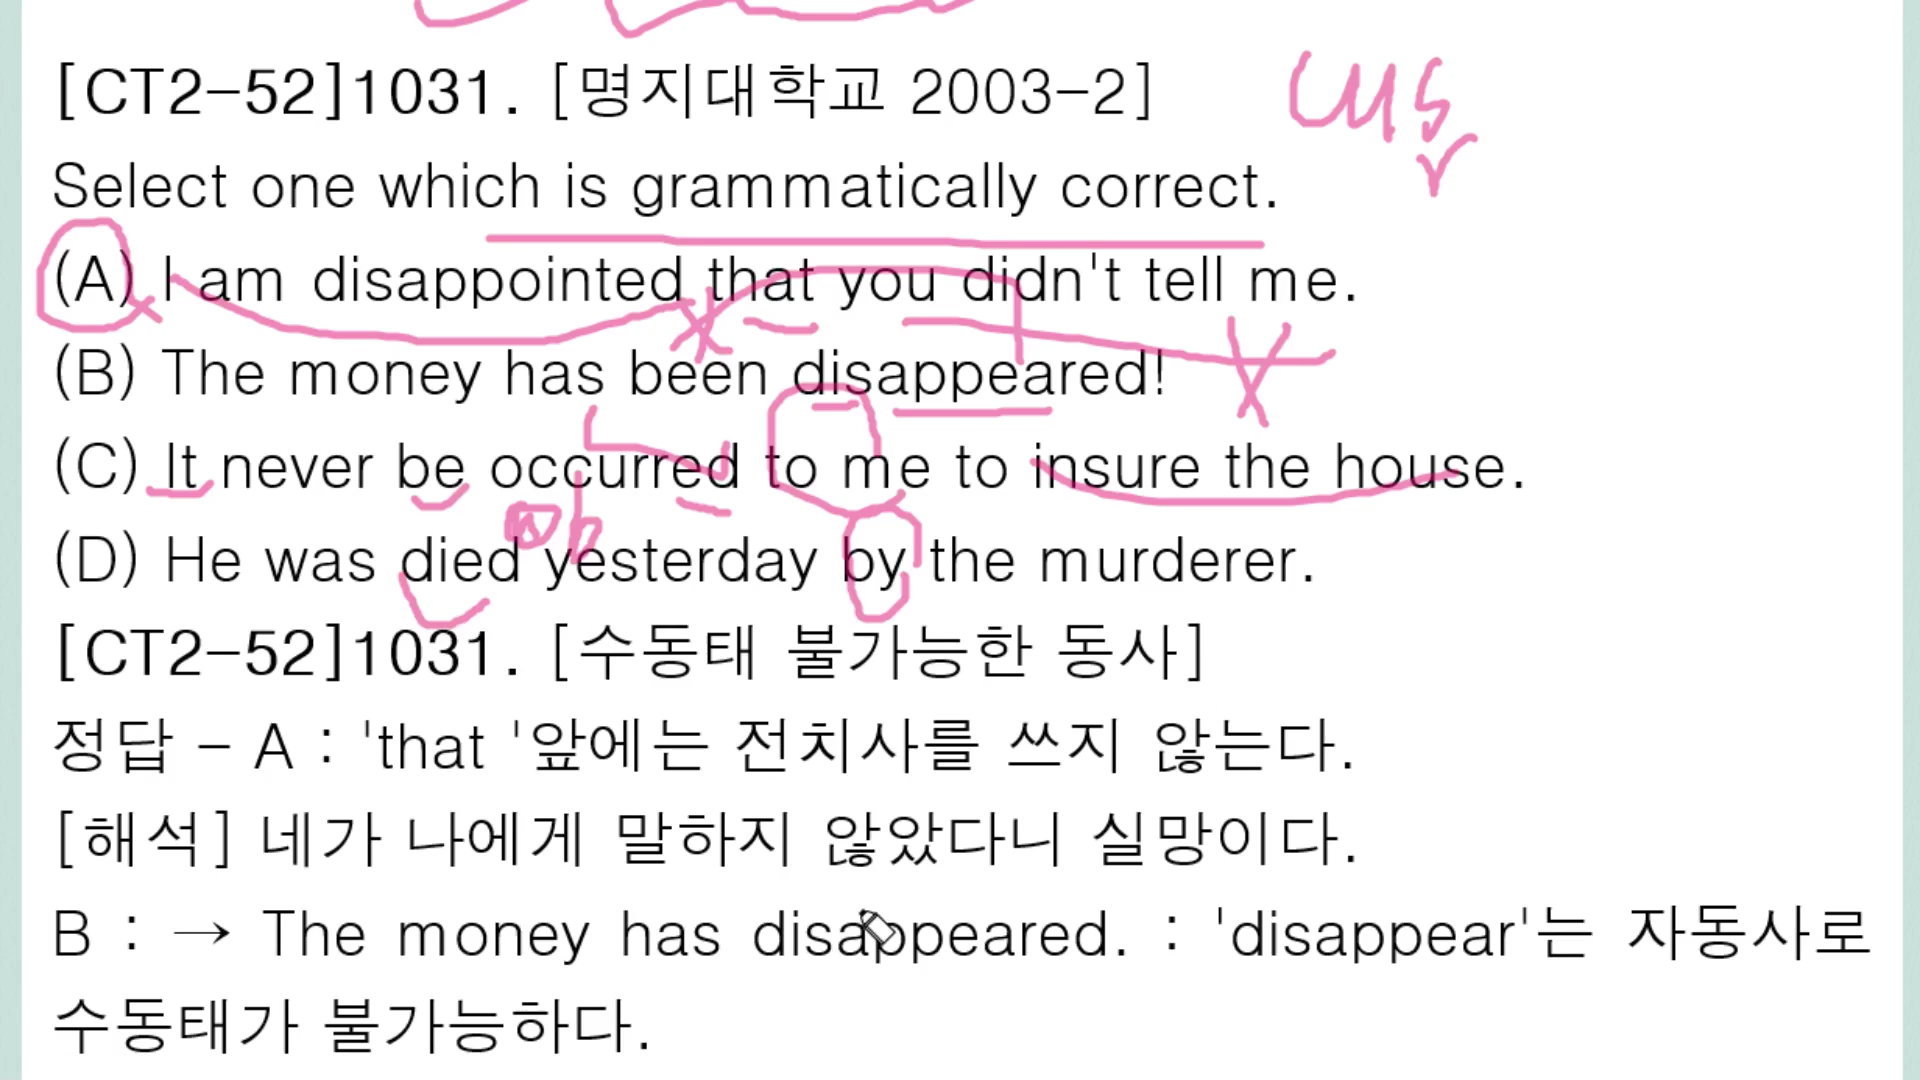 [CT2-52]1031. [명지대학교 2003-2]
Select one which is grammatically correct.
(A) I am disappointed that you didn't tell me.
(B) The money has been disappeared!
(C) It never be occurred to me to insure the house.
(D) He was died yesterday by the murderer.
[CT2-52]1031. [수동태 불가능한 동사]
정답 - A : 'that '앞에는 전치사를 쓰지 않는다.
[해석] 네가 나에게 말하지 않았다니 실망이다.
B : → The money has disappeared. : 'disappear'는 자동사로
수동태가 불가능하다.